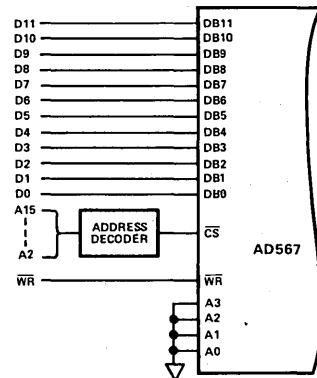 D11 DB11
D10 DB10
D9 DB9
D8 DB8
D7 DB7
D6 DB6
D5 DB5
D4 DB4
D3 DB3
D2 DB2
D1 DB1
D0 DB0
A15
ADDRESS
DECODER
CS
A2
AD567
WR WR
A3
A2
A1
A0